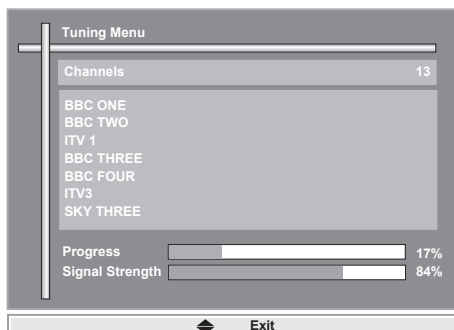 Tuning Menu
Channels 13
BBC ONE
BBC TWO
ITV 1
BBC THREE
BBC FOUR
ITV3
SKY THREE
Progress 17%
Signal Strength 84%
Exit